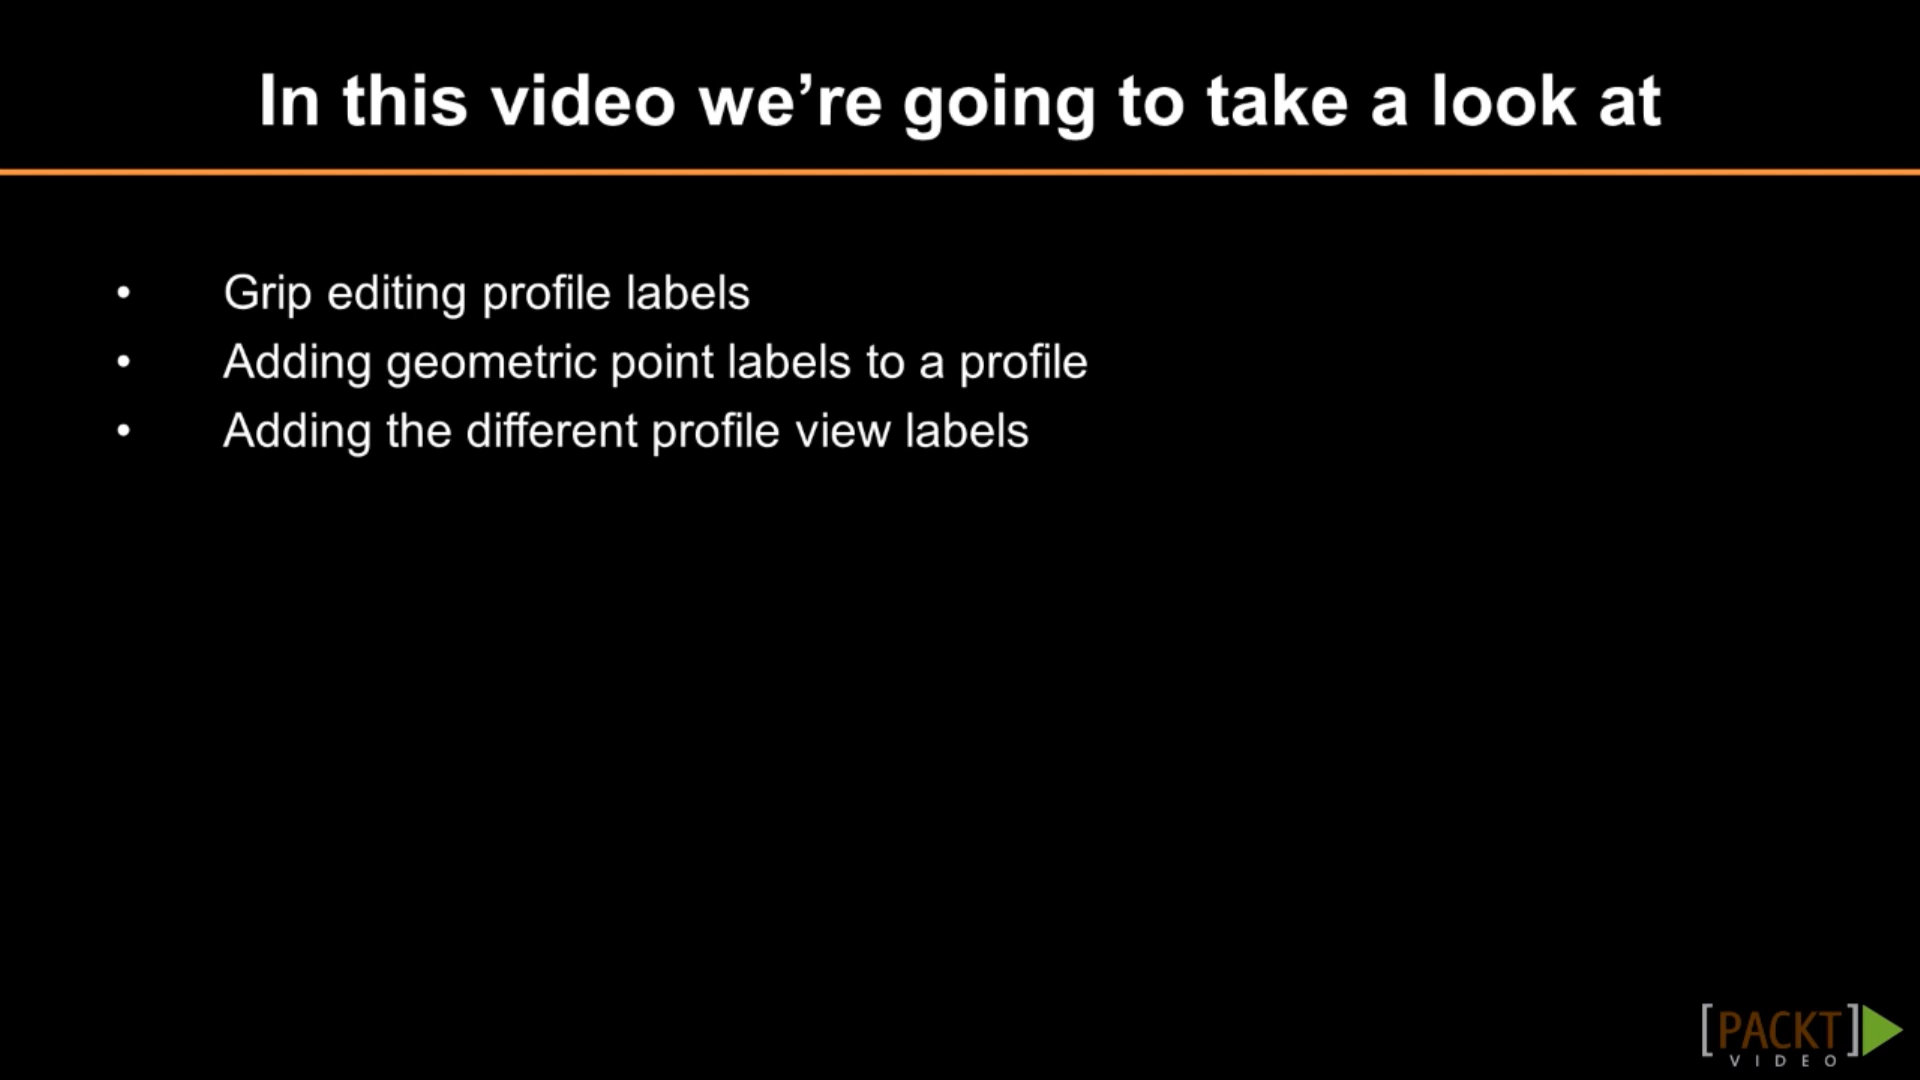 In this video we’re going to take a look at
• Grip editing profile labels
• Adding geometric point labels to a profile
• Adding the different profile view labels
[PACKT]
VIDEO